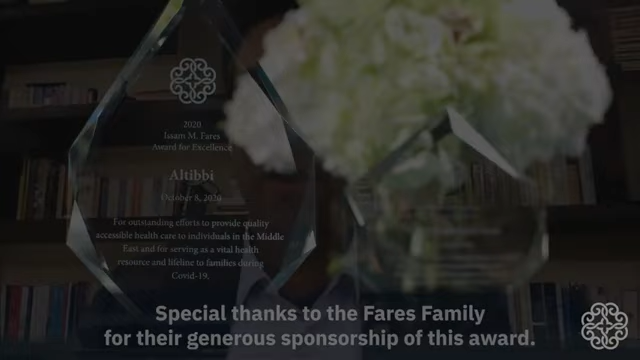 2020
Issam M. Fares
Award for Excellence
Altibbi
October 8, 2020
For outstanding efforts to provide quality
accessible health care to individuals in the Middle
East and for serving as a vital health
resource and lifeline to families during
Covid-19.
Special thanks to the Fares Family
for their generous sponsorship of this award.